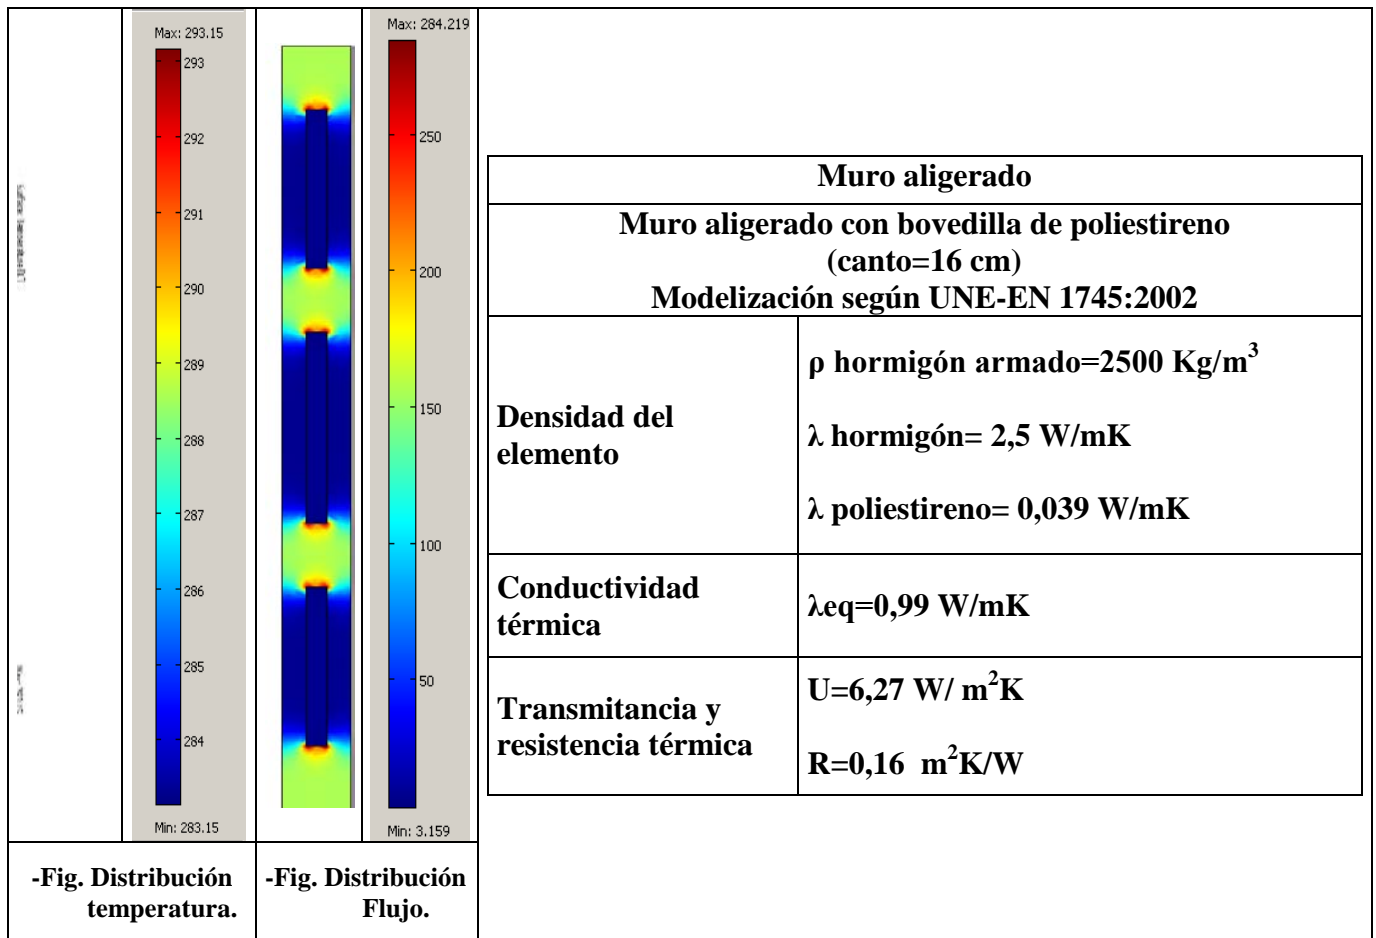 Max: 293.15
293
292
291
290
289
288
287
286
285
284
Min: 283.15
Max: 284.219
250
200
150
100
50
Min: 3.159
-Fig. Distribución
temperatura.
-Fig. Distribución
Flujo.
Muro aligerado
Muro aligerado con bovedilla de poliestireno
(canto=16 cm)
Modelización según UNE-EN 1745:2002
Densidad del
elemento
ρ hormigón armado=2500 Kg/m³
λ hormigón= 2,5 W/mK
λ poliestireno= 0,039 W/mK
Conductividad
térmica
λeq=0,99 W/mK
Transmitancia y
resistencia térmica
U=6,27 W/ m²K
R=0,16 m²K/W